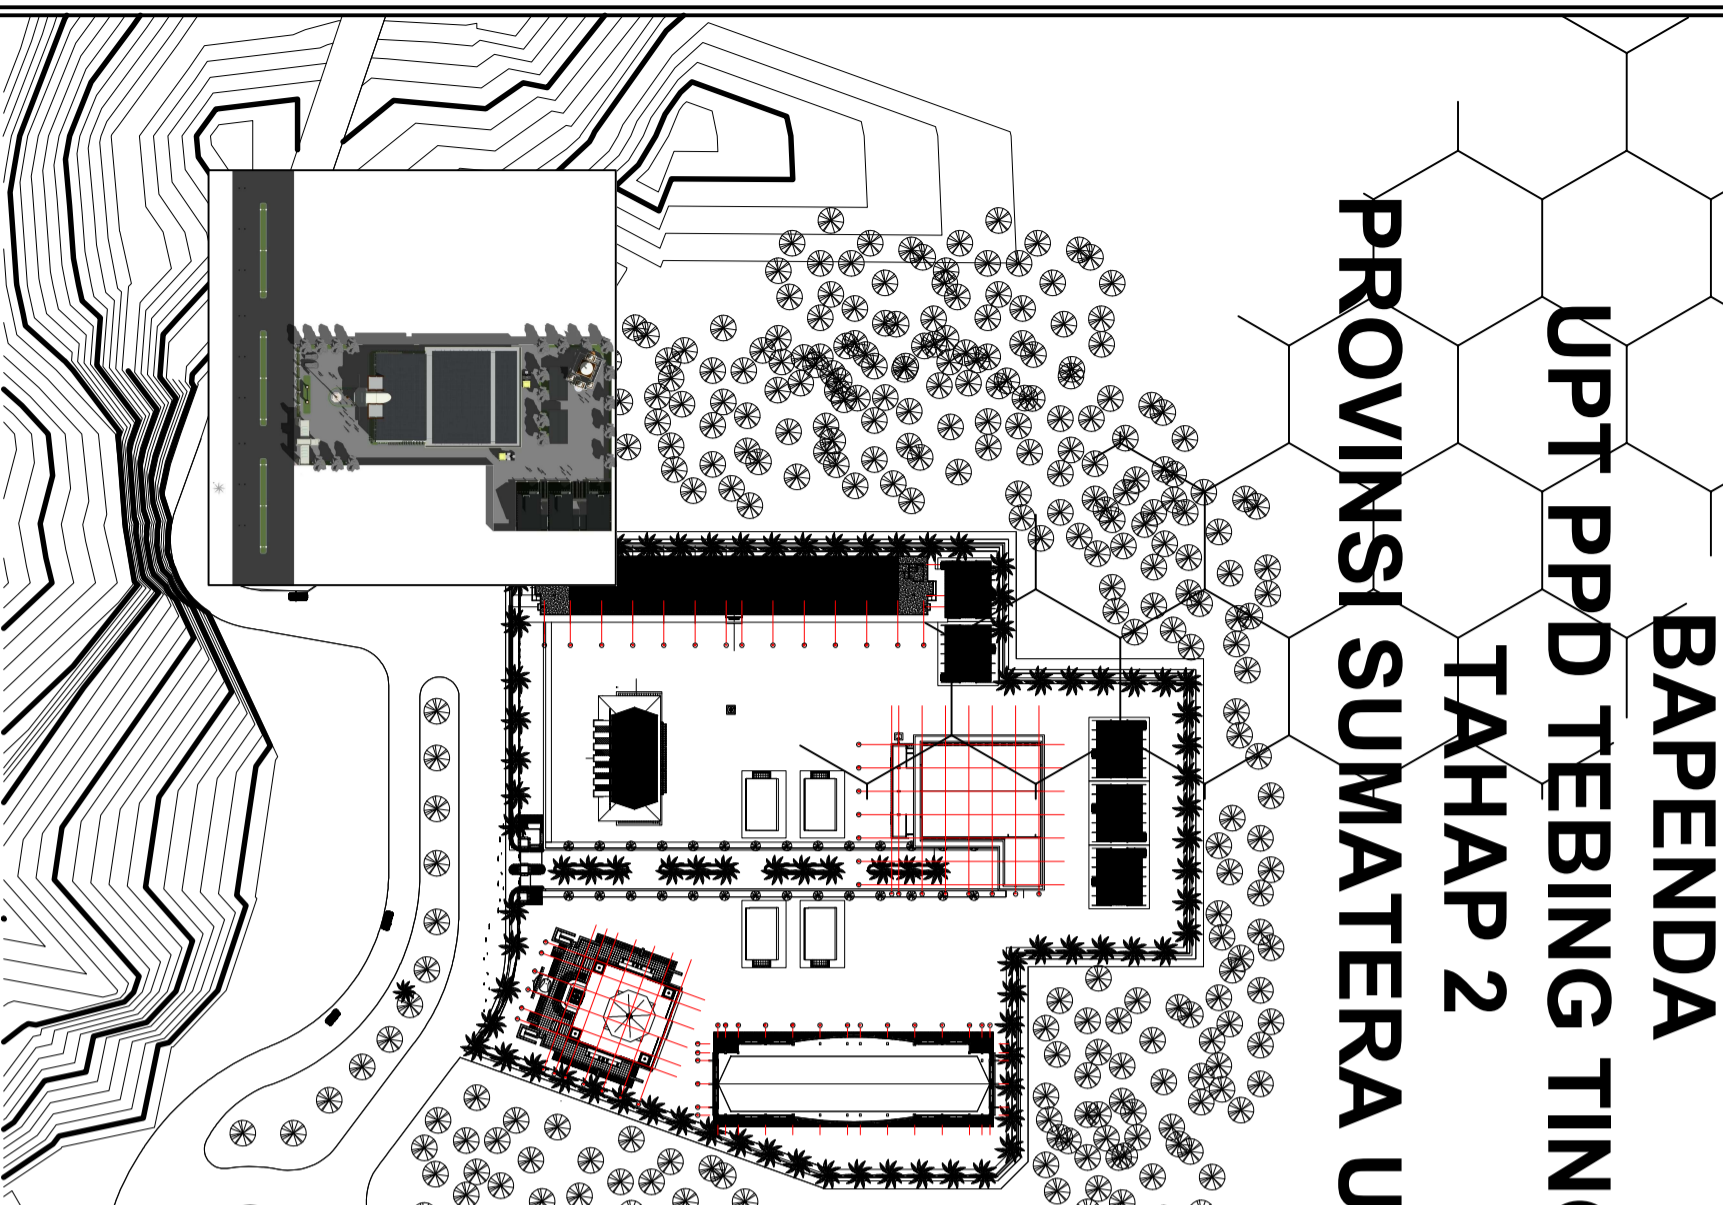 BAPENDA
UPT PPD TEBING TING
TAHAP 2
PROVINSI SUMATERA U